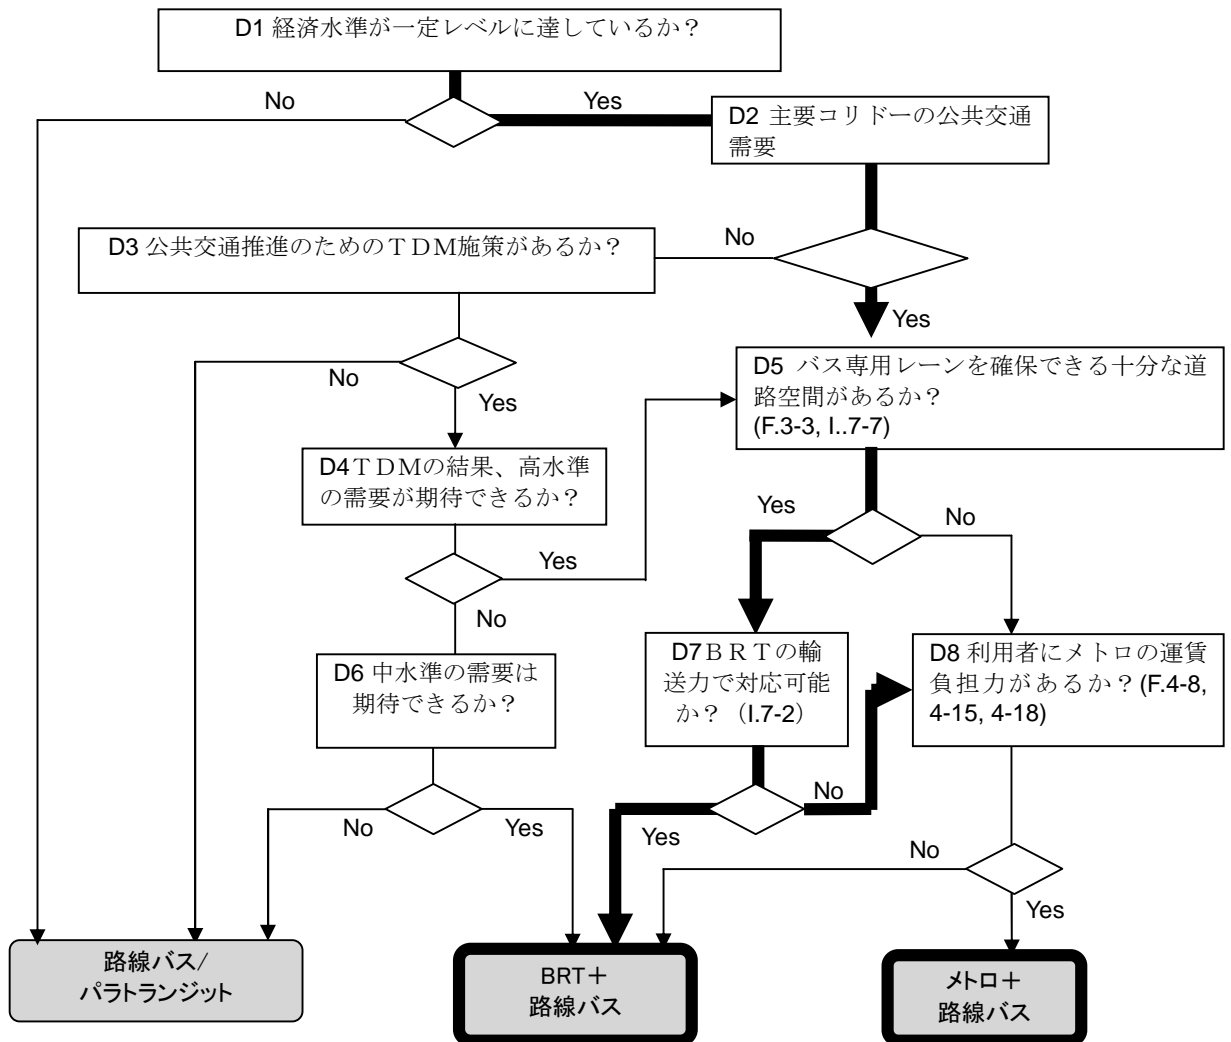 D1 経済水準が一定レベルに達しているか？
No
Yes
D2 主要コリドーの公共交通
需要
D3 公共交通推進のためのＴＤＭ施策があるか？
No
Yes
D5 バス専用レーンを確保できる十分な道
路空間があるか？
(F.3-3, I..7-7)
No
Yes
D4ＴＤＭの結果、高水準
の需要が期待できるか？
Yes
No
Yes
No
D6 中水準の需要は
期待できるか？
D7ＢＲＴの輸
送力で対応可能
か？（I.7-2）
D8 利用者にメトロの運賃
負担力があるか？(F.4-8,
4-15, 4-18)
No
Yes
Yes
No
No
Yes
路線バス/
パラトランジット
BRT＋
路線バス
メトロ＋
路線バス